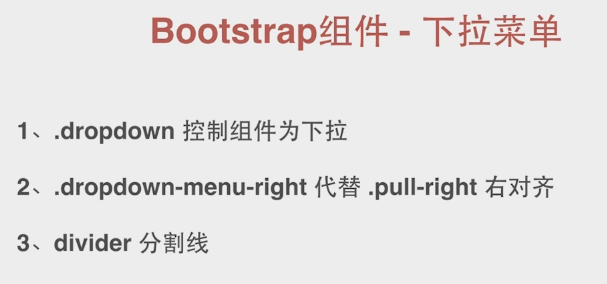 Bootstrap组件 - 下拉菜单
1、.dropdown 控制组件为下拉
2、.dropdown-menu-right 代替 .pull-right 右对齐
3、divider 分割线